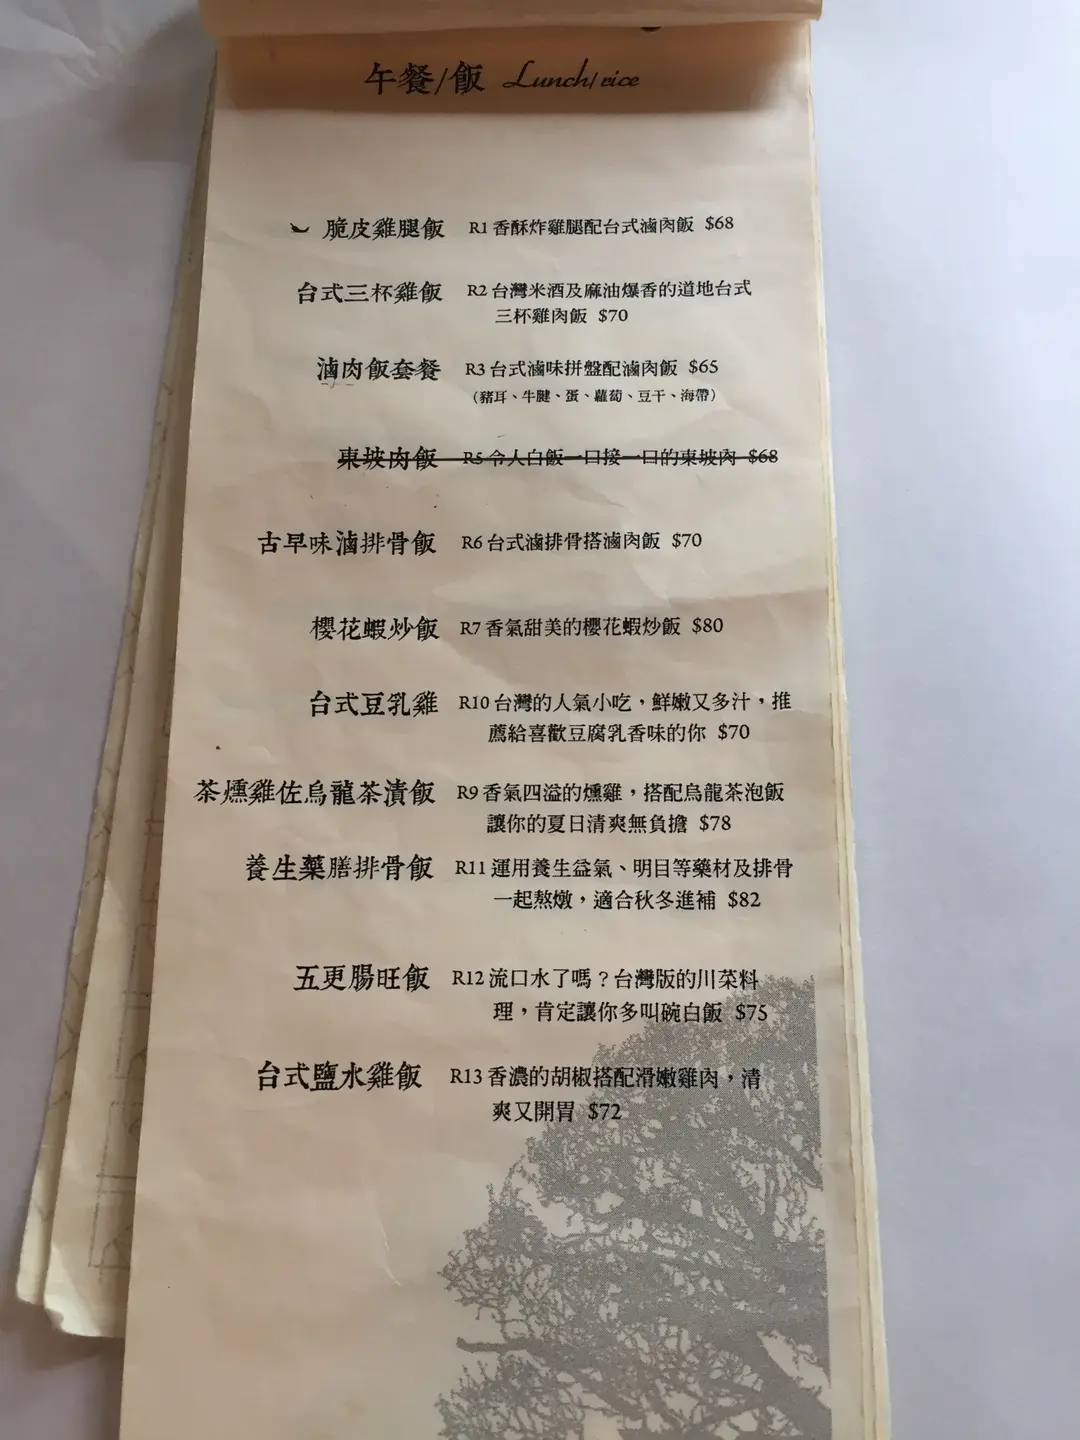 午餐/飯 Lunch/rice
脆皮雞腿飯 R1 香酥炸雞腿配台式滷肉飯 $68
台式三杯雞飯 R2 台灣米酒及麻油爆香的道地台式
三杯雞肉飯 $70
滷肉飯套餐 R3 台式滷味拼盤配滷肉飯 $65
（豬耳、牛腱、蛋、蘿蔔、豆干、海帶）
東坡肉飯 R5 令人白飯一口接一口的東坡肉 $68
古早味滷排骨飯 R6 台式滷排骨搭滷肉飯 $70
櫻花蝦炒飯 R7 香氣甜美的櫻花蝦炒飯 $80
台式豆乳雞 R10 台灣的人氣小吃，鮮嫩又多汁，推
薦給喜歡豆腐乳香味的你 $70
茶燻雞佐烏龍茶漬飯 R9 香氣四溢的燻雞，搭配烏龍茶泡飯
讓你的夏日清爽無負擔 $78
養生藥膳排骨飯 R11 運用養生益氣、明目等藥材及排骨
一起熬燉，適合秋冬進補 $82
五更腸旺飯 R12 流口水了嗎？台灣版的川菜料
理，肯定讓你多叫碗白飯 $75
台式鹽水雞飯 R13 香濃的胡椒搭配滑嫩雞肉，清
爽又開胃 $72